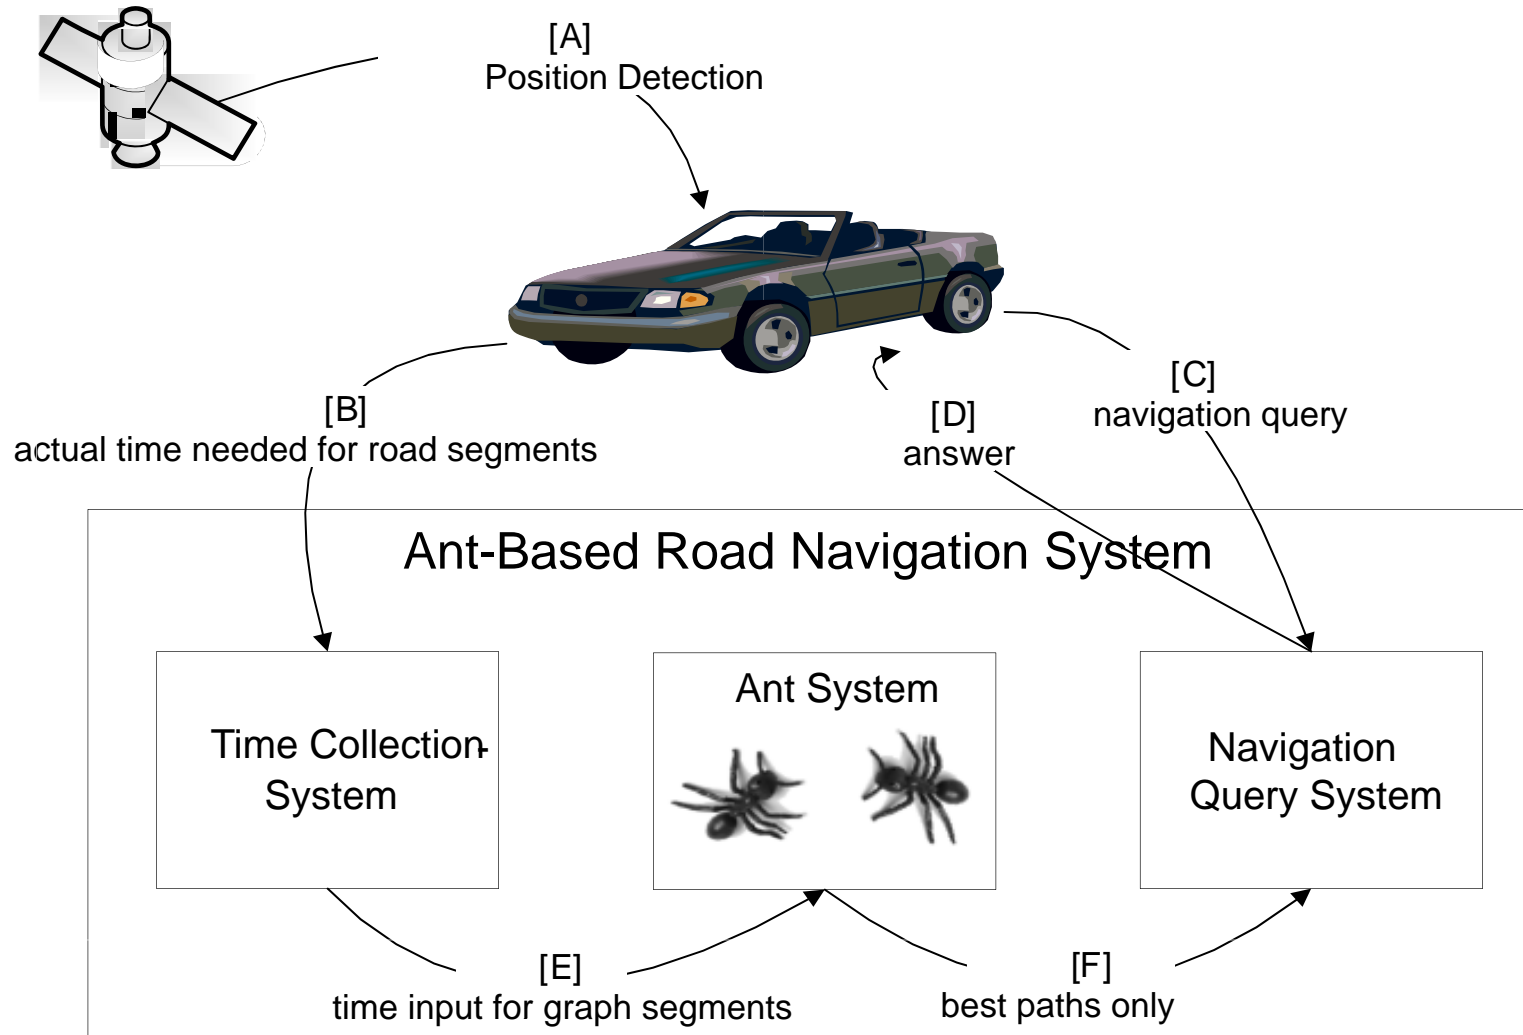 [A]
Position Detection
[B]
actual time needed for road segments
[C]
navigation query
[D]
answer
Ant-Based Road Navigation System
Time Collection-
System
Ant System
Navigation
Query System
[E]
time input for graph segments
[F]
best paths only